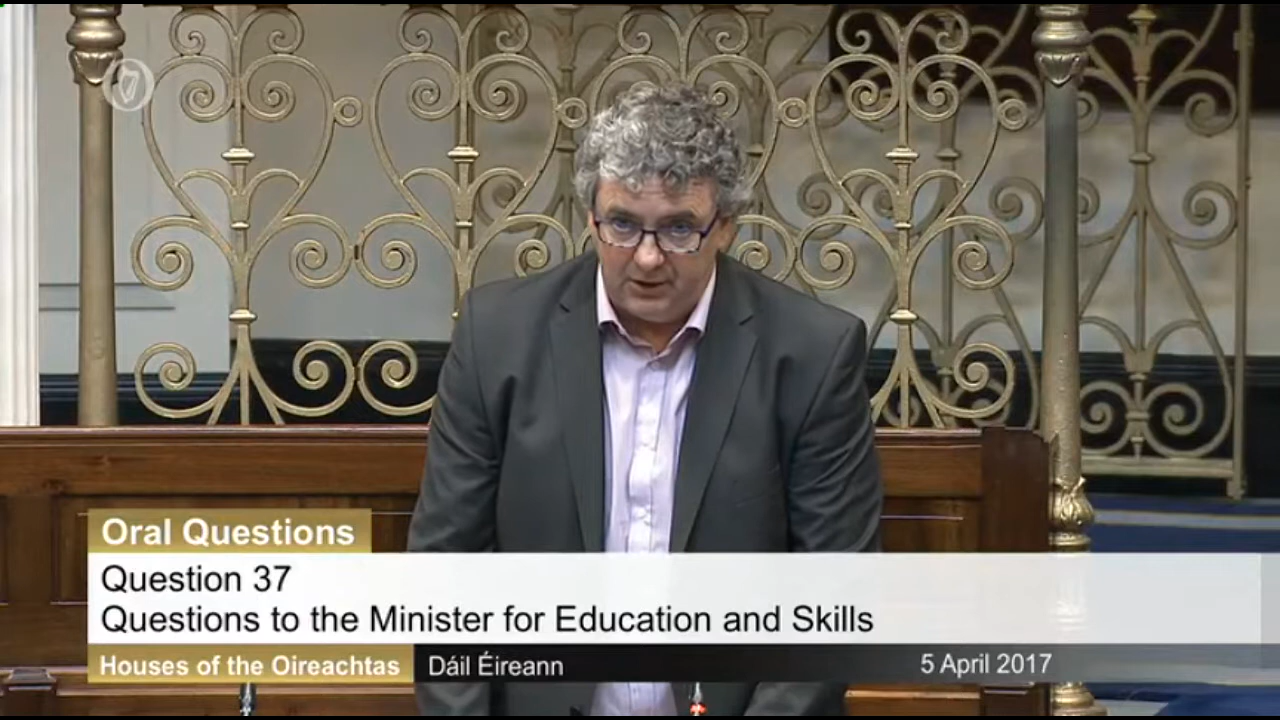 Oral Questions
Question 37
Questions to the Minister for Education and Skills
Houses of the Oireachtas Dáil Éireann 5 April 2017